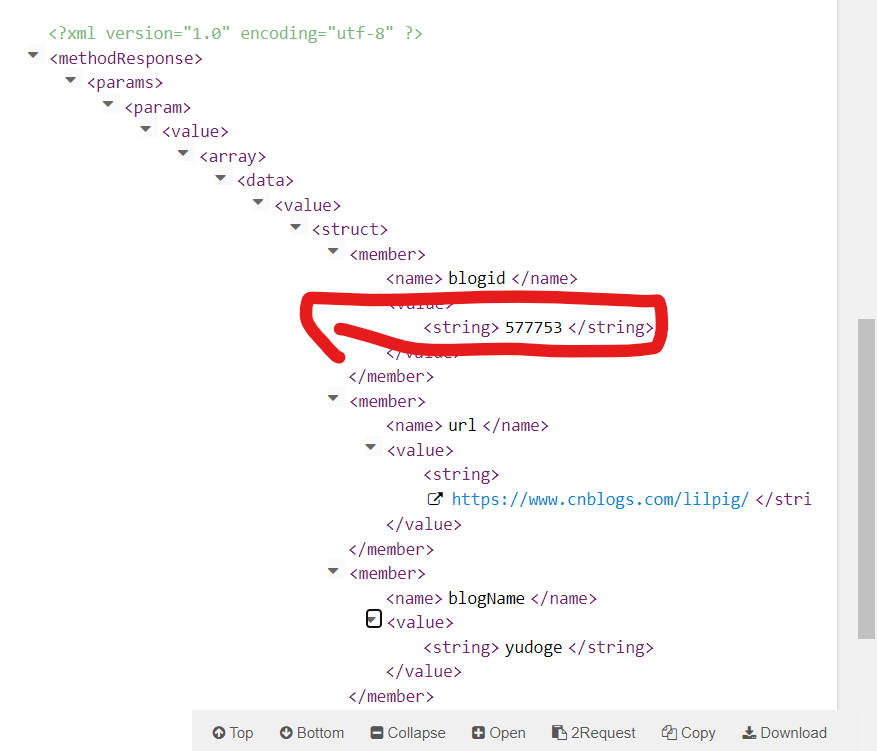 <?xml version="1.0" encoding="utf-8" ?>
<methodResponse>
<params>
<param>
<value>
<array>
<data>
<value>
<struct>
<member>
<name> blogid </name>
<value>
<string> 577753 </string>
</value>
</member>
<member>
<name> url </name>
<value>
<string>
https://www.cnblogs.com/lilpig/ </stri
</value>
</member>
<member>
<name> blogName </name>
<value>
<string> yudoge </string>
</value>
</member>
Top Bottom Collapse Open 2Request Copy Download